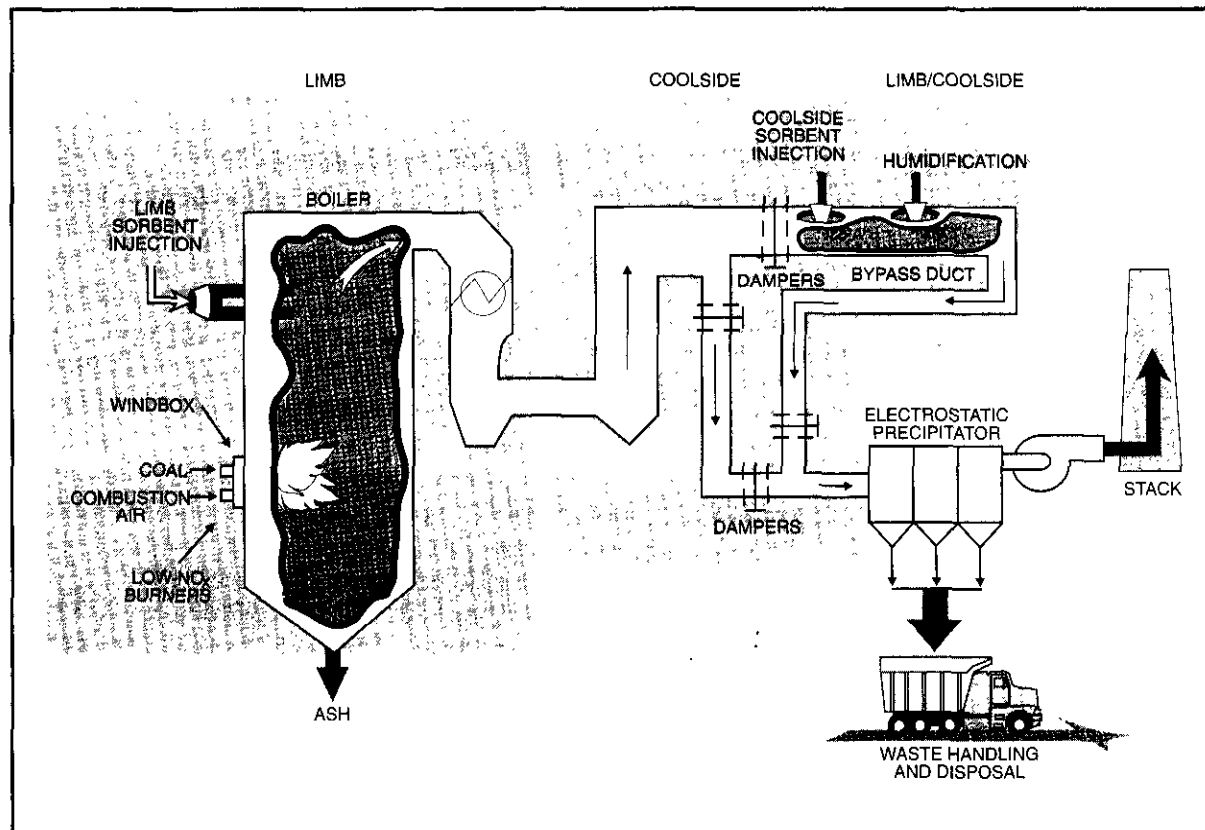 LIMB
COOLSIDE
LIMB/COOLSIDE
COOLSIDE
SORBENT
INJECTION
HUMIDIFICATION
BOILER
LIMB
SORBENT
INJECTION
DAMPERS
BYPASS DUCT
WINDBOX
COAL
COMBUSTION
AIR
LOW-NOx
BURNERS
ELECTROSTATIC
PRECIPITATOR
STACK
DAMPERS
ASH
WASTE HANDLING
AND DISPOSAL